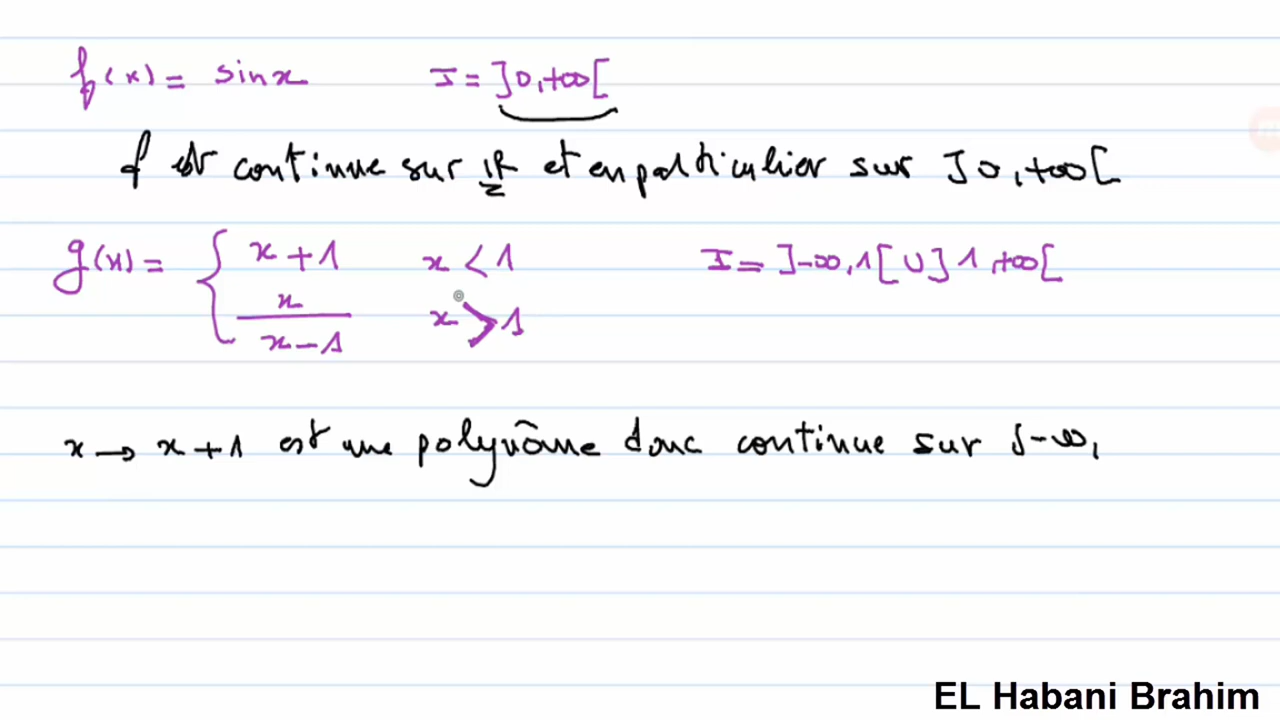 f(x) = sin x I = ]0,+∞[
f est continue sur IR et en particulier sur ]0,+∞[
g(x) = { x+1 x < 1 I = ]-∞,1[ U ]1,+∞[
x/(x-1) x > 1
x → x+1 est une polynôme donc continue sur ]-∞,
EL Habani Brahim